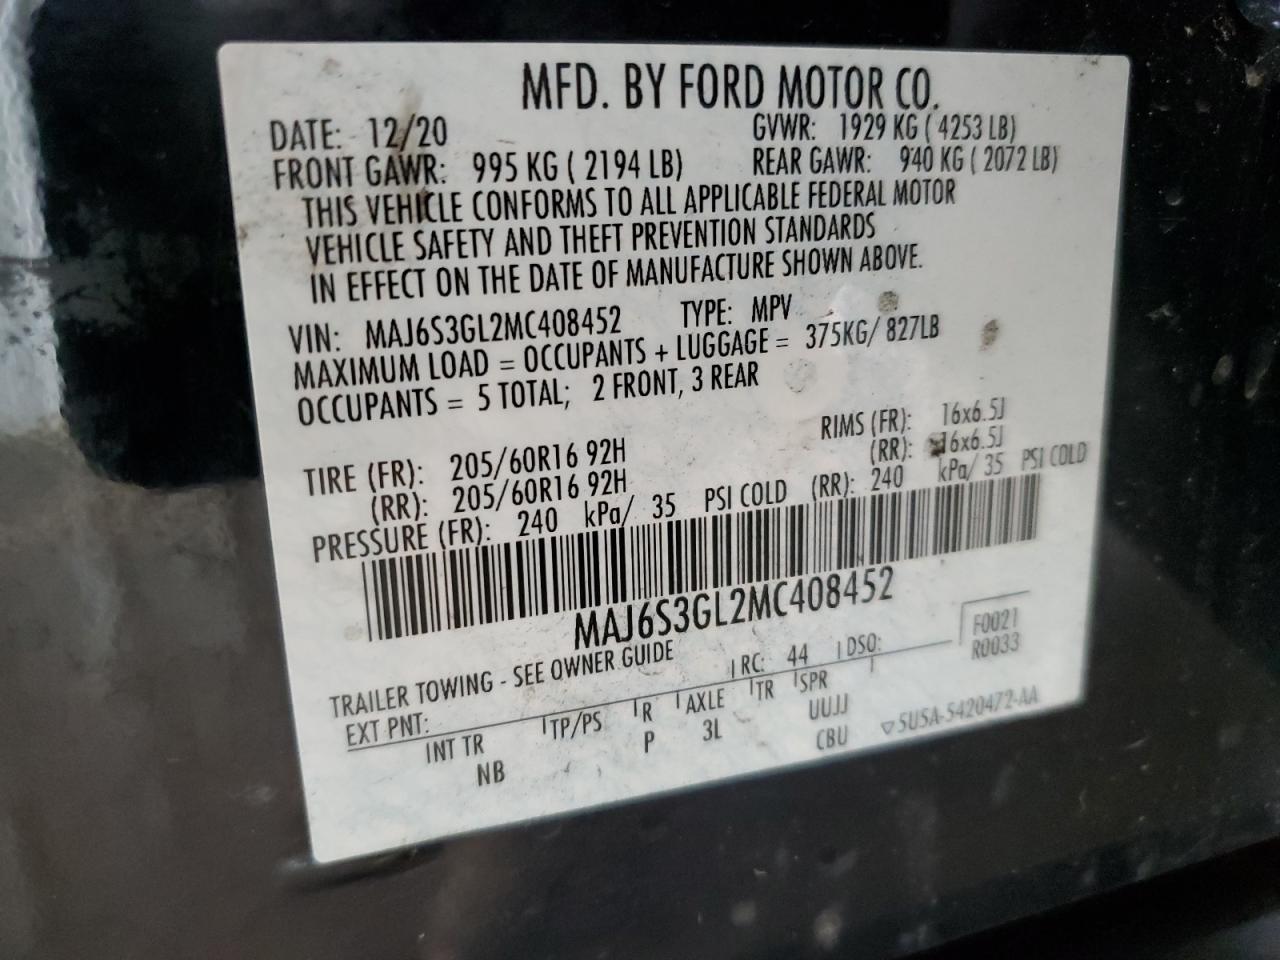 MFD. BY FORD MOTOR CO.
DATE: 12/20 GVWR: 1929 KG ( 4253 LB)
FRONT GAWR: 995 KG ( 2194 LB) REAR GAWR: 940 KG ( 2072 LB)
THIS VEHICLE CONFORMS TO ALL APPLICABLE FEDERAL MOTOR
VEHICLE SAFETY AND THEFT PREVENTION STANDARDS
IN EFFECT ON THE DATE OF MANUFACTURE SHOWN ABOVE.
VIN: MAJ6S3GL2MC408452 TYPE: MPV
MAXIMUM LOAD = OCCUPANTS + LUGGAGE = 375KG/ 827LB
OCCUPANTS = 5 TOTAL; 2 FRONT, 3 REAR
TIRE (FR): 205/60R16 92H RIMS (FR): 16x6.5J
(RR): 205/60R16 92H (RR): 16x6.5J
PRESSURE (FR): 240 kPa/ 35 PSI COLD (RR): 240 kPa/ 35 PSI COLD
MAJ6S3GL2MC408452
TRAILER TOWING - SEE OWNER GUIDE
EXT PNT: RC: 44 DSO: F0021
R0033
INT TR TP/PS R AXLE TR SPR
NB P 3L UUJJ
CBU ▽5U5A-5420472-AA